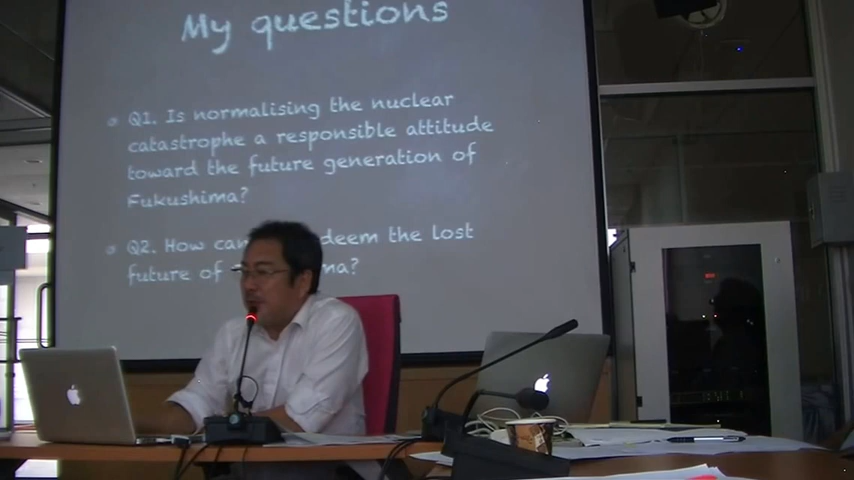 My questions
Q1. Is normalising the nuclear
catastrophe a responsible attitude
toward the future generation of
Fukushima?
Q2. How can deem the lost
future of ma?